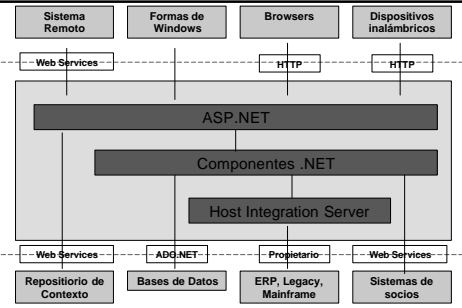 Sistema
Remoto
Formas de
Windows
Browsers
Dispositivos
inalámbricos
Web Services
HTTP
HTTP
ASP.NET
Componentes .NET
Host Integration Server
Web Services
ADO.NET
Propietario
Web Services
Repositiorio de
Contexto
Bases de Datos
ERP, Legacy,
Mainframe
Sistemas de
socios